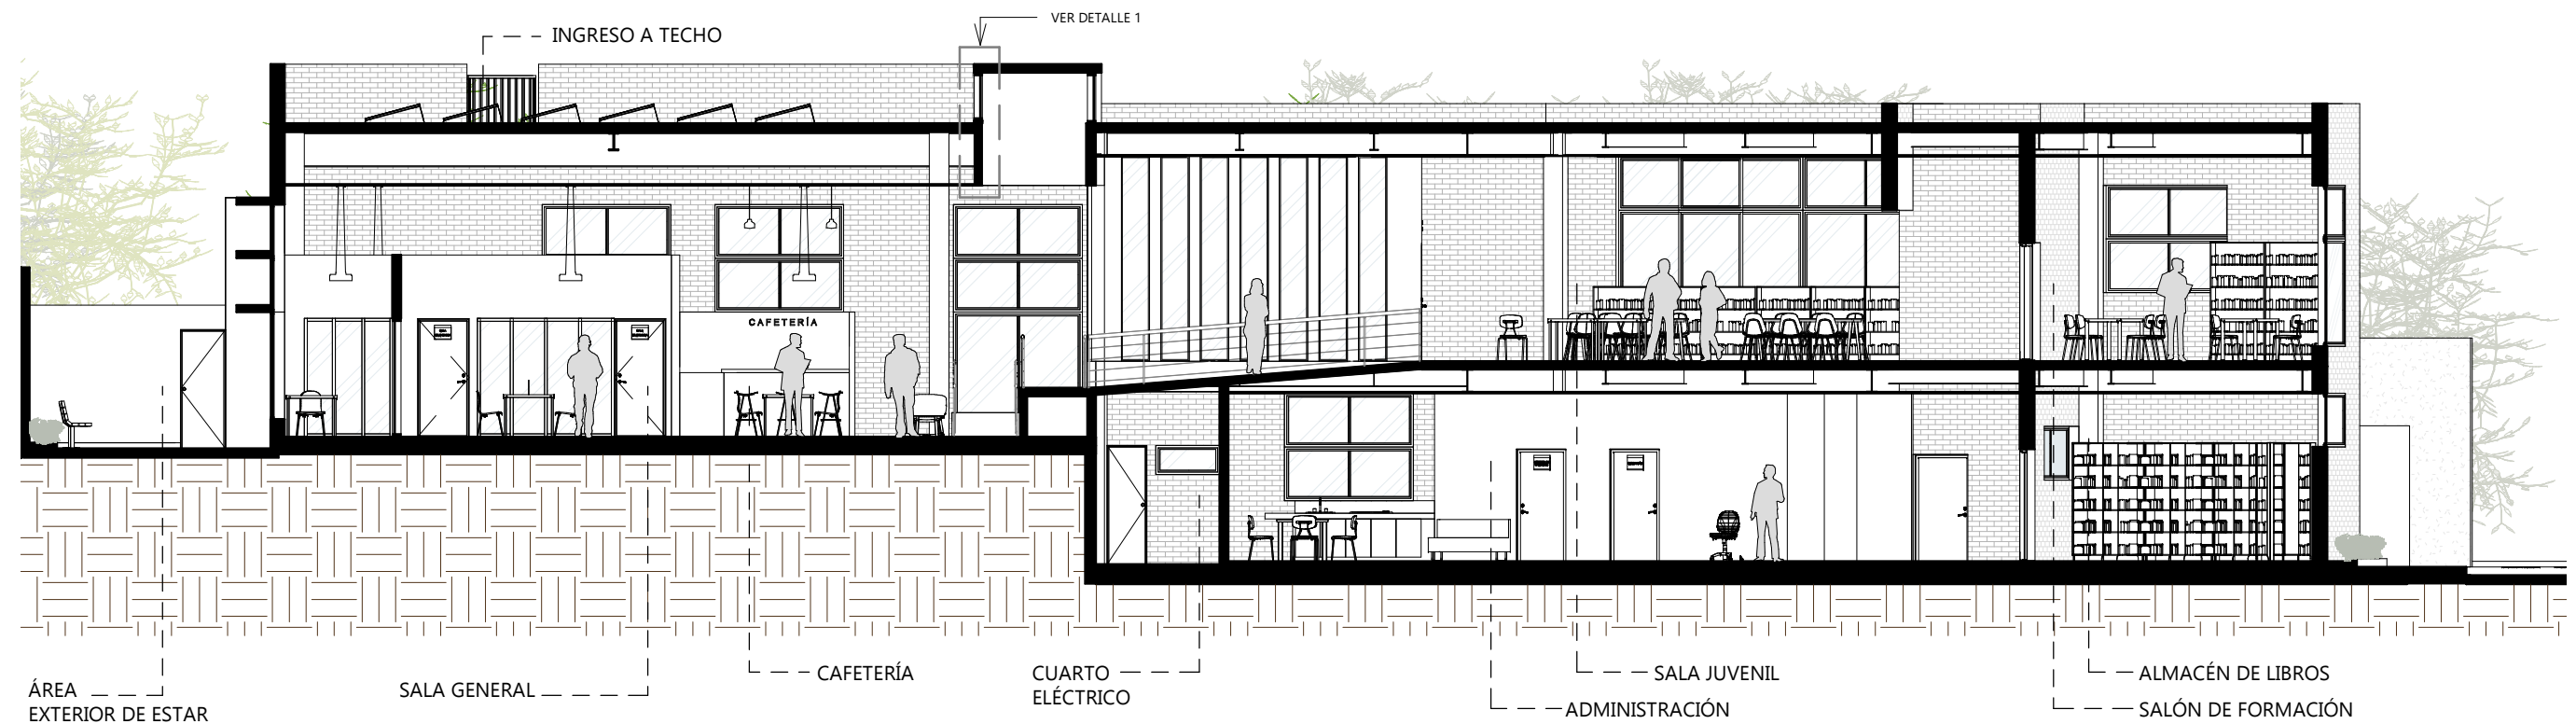 VER DETALLE 1
INGRESO A TECHO
CAFETERÍA
CAFETERÍA
SALA JUVENIL
ALMACÉN DE LIBROS
CUARTO
ELÉCTRICO
ÁREA
EXTERIOR DE ESTAR
SALA GENERAL
ADMINISTRACIÓN
SALÓN DE FORMACIÓN